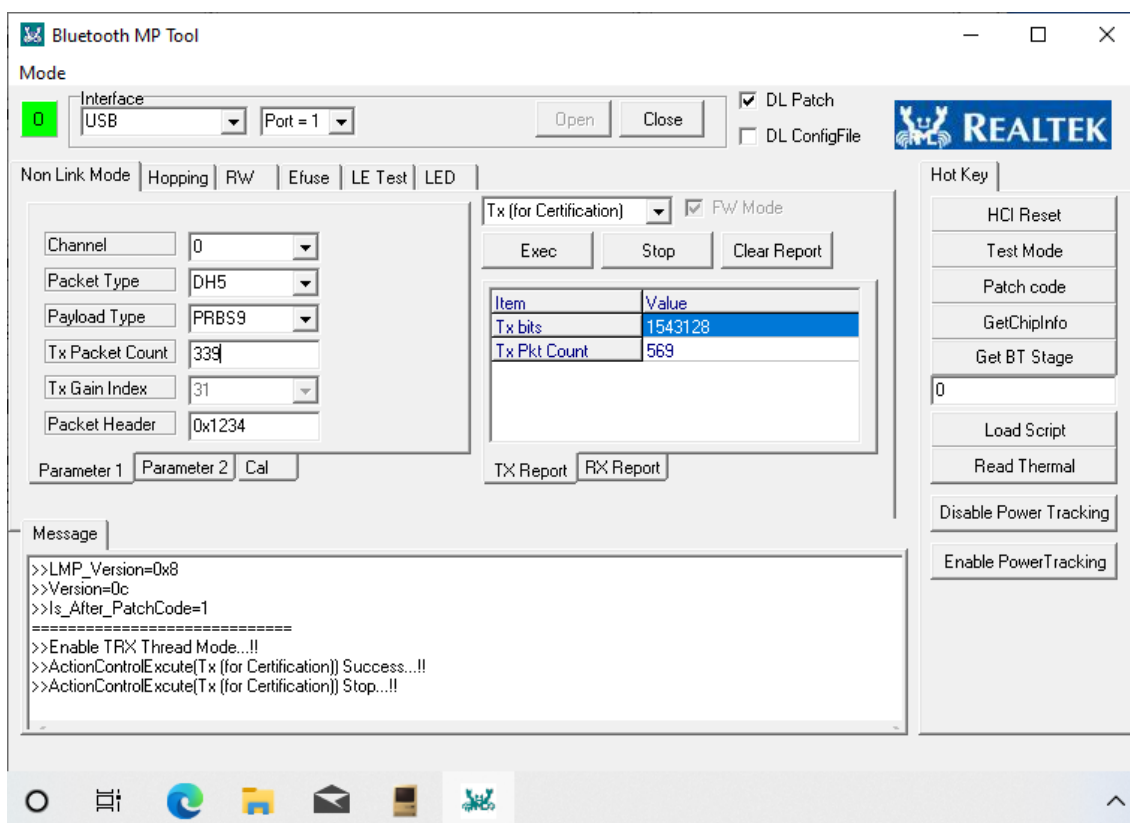 Bluetooth MP Tool
Mode
Interface
0 USB Port = 1 Open Close
DL Patch
DL ConfigFile
REALTEK
Non Link Mode Hopping RW Efuse LE Test LED
Channel 0
Packet Type DH5
Payload Type PRBS9
Tx Packet Count 339
Tx Gain Index 31
Packet Header 0x1234
Parameter 1 Parameter 2 Cal
Tx (for Certification) FW Mode
Exec Stop Clear Report
Item Value
Tx bits 1543128
Tx Pkt Count 569
TX Report RX Report
Hot Key
HCI Reset
Test Mode
Patch code
GetChipInfo
Get BT Stage
0
Load Script
Read Thermal
Disable Power Tracking
Enable PowerTracking
Message
>>LMP_Version=0x8
>>Version=0c
>>Is_After_PatchCode=1
=============================
>>Enable TRX Thread Mode...!!
>>ActionControlExcute(Tx (for Certification)) Success...!!
>>ActionControlExcute(Tx (for Certification)) Stop...!!